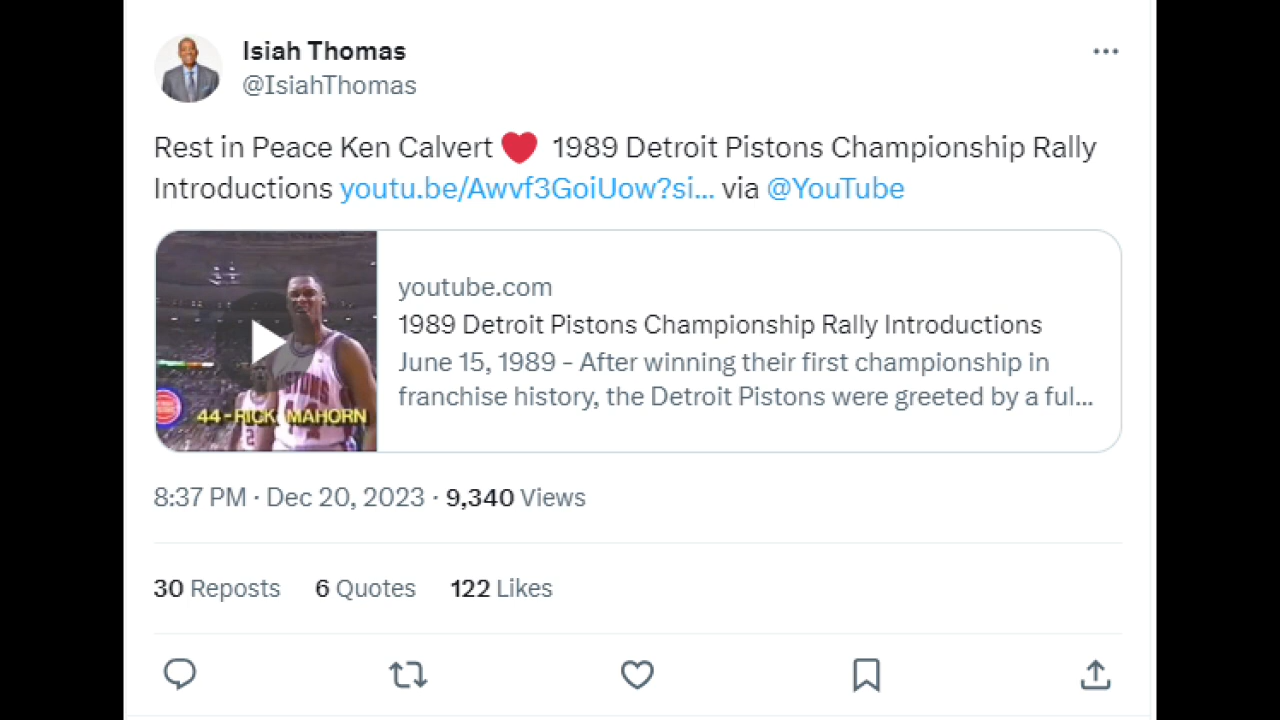 Isiah Thomas
@IsiahThomas
Rest in Peace Ken Calvert ❤️ 1989 Detroit Pistons Championship Rally
Introductions youtu.be/Awvf3GoiUow?si... via @YouTube
youtube.com
1989 Detroit Pistons Championship Rally Introductions
June 15, 1989 - After winning their first championship in
franchise history, the Detroit Pistons were greeted by a ful...
44-RICK MAHORN
8:37 PM · Dec 20, 2023 · 9,340 Views
30 Reposts 6 Quotes 122 Likes